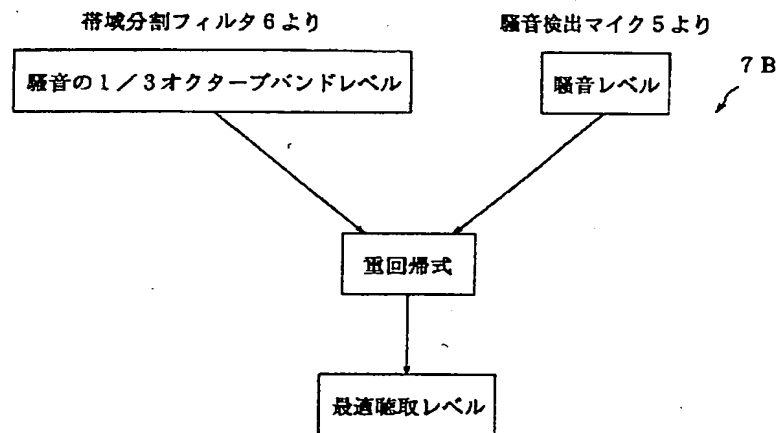 帯域分割フィルタ６より
騒音検出マイク５より
騒音の１／３オクターブバンドレベル
騒音レベル
７Ｂ
重回帰式
最適聴取レベル